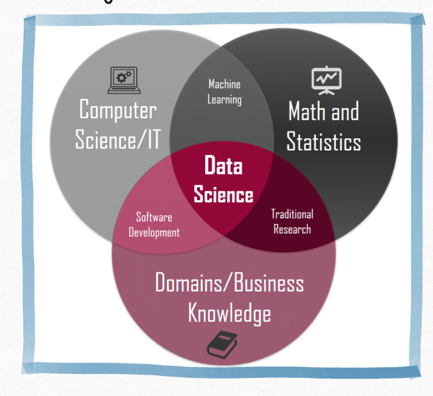 Machine
Learning
Computer
Science/IT
Math and
Statistics
Data
Science
Software
Development
Traditional
Research
Domains/Business
Knowledge